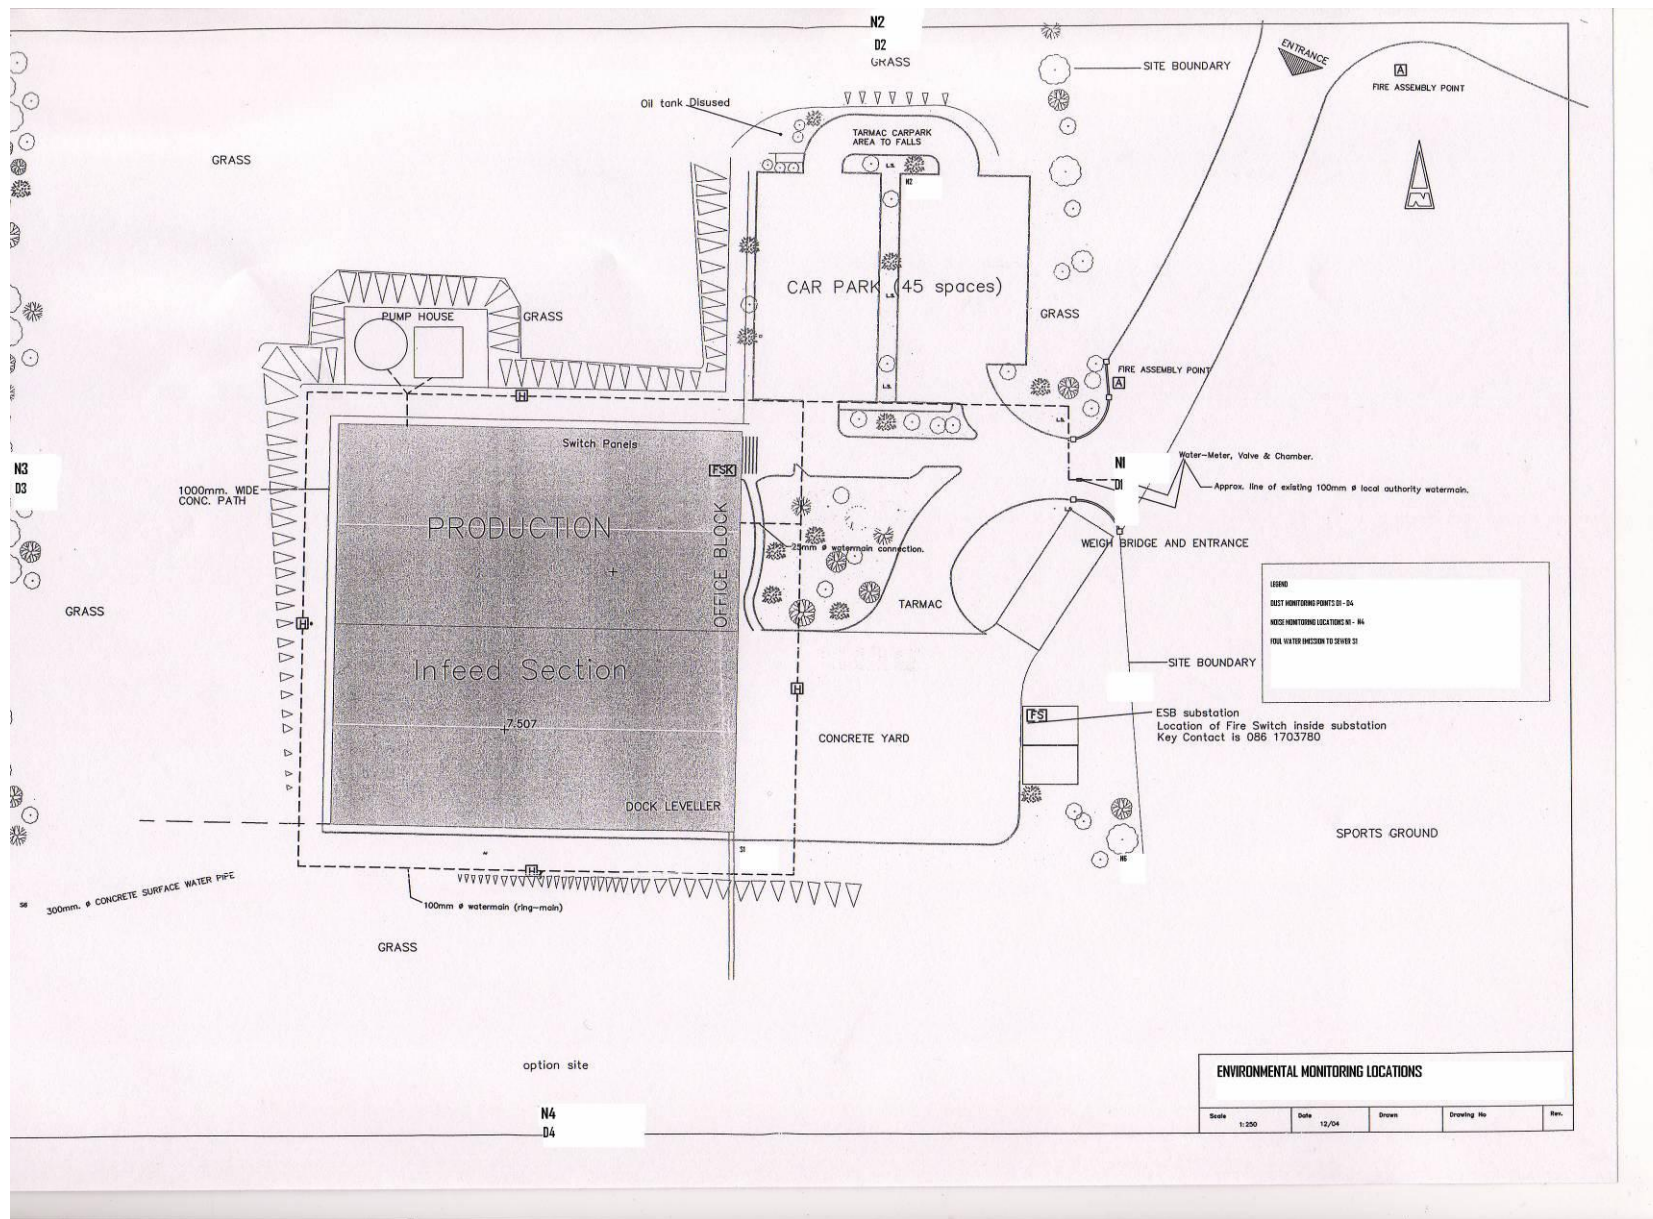 N2
D2
GRASS
SITE BOUNDARY
ENTRANCE
A
FIRE ASSEMBLY POINT
Oil tank Disused
TARMAC CARPARK
AREA TO FALLS
L.S.
N2
GRASS
N
CAR PARK (45 spaces)
L.S.
GRASS
PUMP HOUSE
GRASS
FIRE ASSEMBLY POINT
A
L.S.
H
L.S.
Switch Panels
FSK
N3
D3
1000mm. WIDE
CONC. PATH
N1
D1
Water-Meter, Valve & Chamber.
Approx. line of existing 100mm ø local authority watermain.
PRODUCTION
OFFICE BLOCK
25mm ø watermain connection.
WEIGH BRIDGE AND ENTRANCE
LEGEND
DUST MONITORING POINTS D1 - D4
NOISE MONITORING LOCATIONS N1 - N4
FOUL WATER EMISSION TO SEWER S1
GRASS
H
TARMAC
Infeed Section
SITE BOUNDARY
H
7.507
FS
ESB substation
Location of Fire Switch inside substation
Key Contact is 086 1703780
CONCRETE YARD
DOCK LEVELLER
SPORTS GROUND
S1
N6
H
300mm. ø CONCRETE SURFACE WATER PIPE
100mm ø watermain (ring-main)
GRASS
option site
N4
D4
ENVIRONMENTAL MONITORING LOCATIONS
Scale
1:250
Date
12/04
Drawn
Drawing No
Rev.